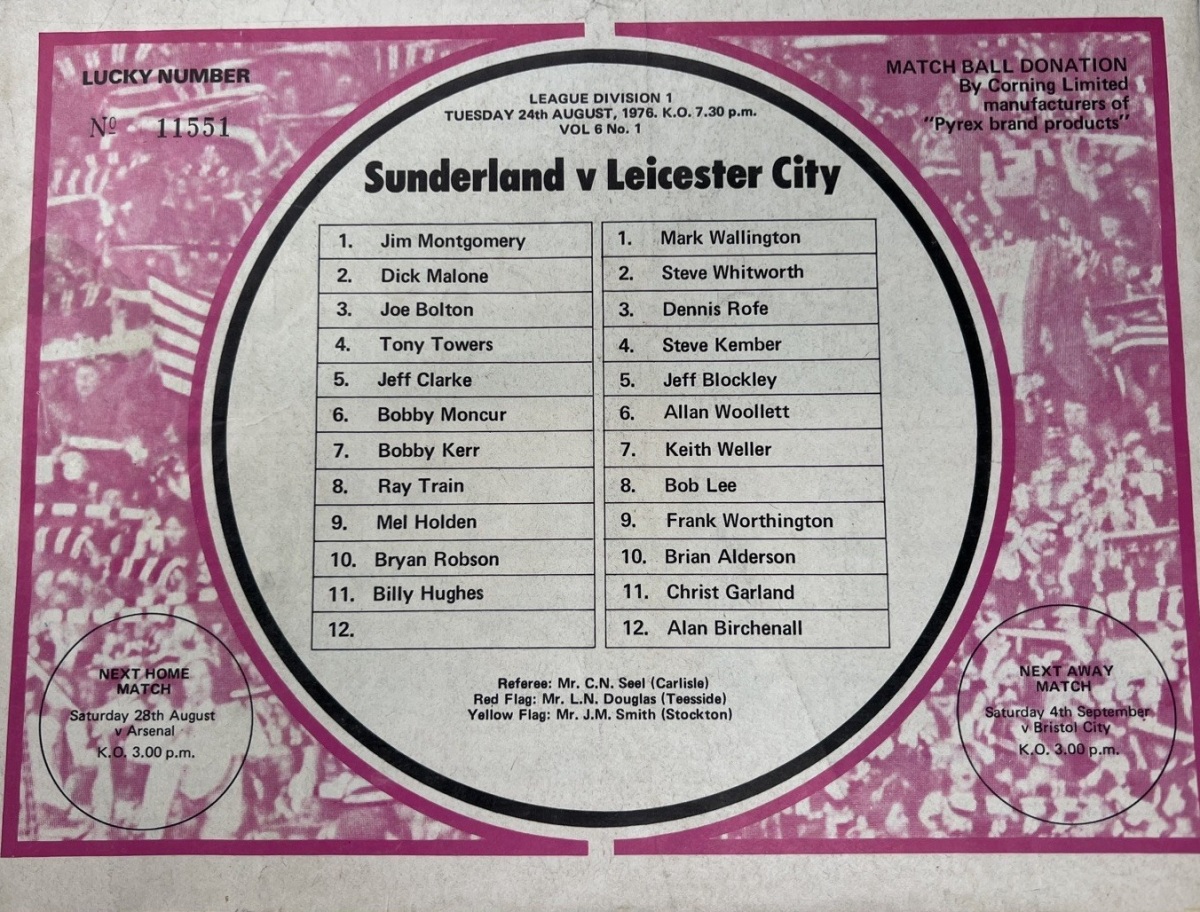 LUCKY NUMBER
Nº 11551
MATCH BALL DONATION
By Corning Limited
manufacturers of
"Pyrex brand products"
LEAGUE DIVISION 1
TUESDAY 24th AUGUST, 1976. K.O. 7.30 p.m.
VOL 6 No. 1
Sunderland v Leicester City
1. Jim Montgomery
2. Dick Malone
3. Joe Bolton
4. Tony Towers
5. Jeff Clarke
6. Bobby Moncur
7. Bobby Kerr
8. Ray Train
9. Mel Holden
10. Bryan Robson
11. Billy Hughes
12.
1. Mark Wallington
2. Steve Whitworth
3. Dennis Rofe
4. Steve Kember
5. Jeff Blockley
6. Allan Woollett
7. Keith Weller
8. Bob Lee
9. Frank Worthington
10. Brian Alderson
11. Christ Garland
12. Alan Birchenall
Referee: Mr. C.N. Seel (Carlisle)
Red Flag: Mr. L.N. Douglas (Teesside)
Yellow Flag: Mr. J.M. Smith (Stockton)
NEXT HOME
MATCH
Saturday 28th August
v Arsenal
K.O. 3.00 p.m.
NEXT AWAY
MATCH
Saturday 4th September
v Bristol City
K.O. 3.00 p.m.